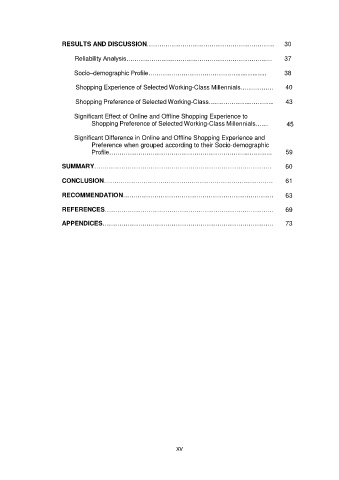 RESULTS AND DISCUSSION................................................................ 30
Reliability Analysis........................................................................ 37
Socio–demographic Profile............................................................ 38
Shopping Experience of Selected Working-Class Millennials................ 40
Shopping Preference of Selected Working-Class................................ 43
Significant Effect of Online and Offline Shopping Experience to
Shopping Preference of Selected Working-Class Millennials...... 45
Significant Difference in Online and Offline Shopping Experience and
Preference when grouped according to their Socio-demographic
Profile................................................................................ 59
SUMMARY........................................................................................ 60
CONCLUSION................................................................................... 61
RECOMMENDATION......................................................................... 63
REFERENCES................................................................................... 69
APPENDICES.................................................................................... 73
xv